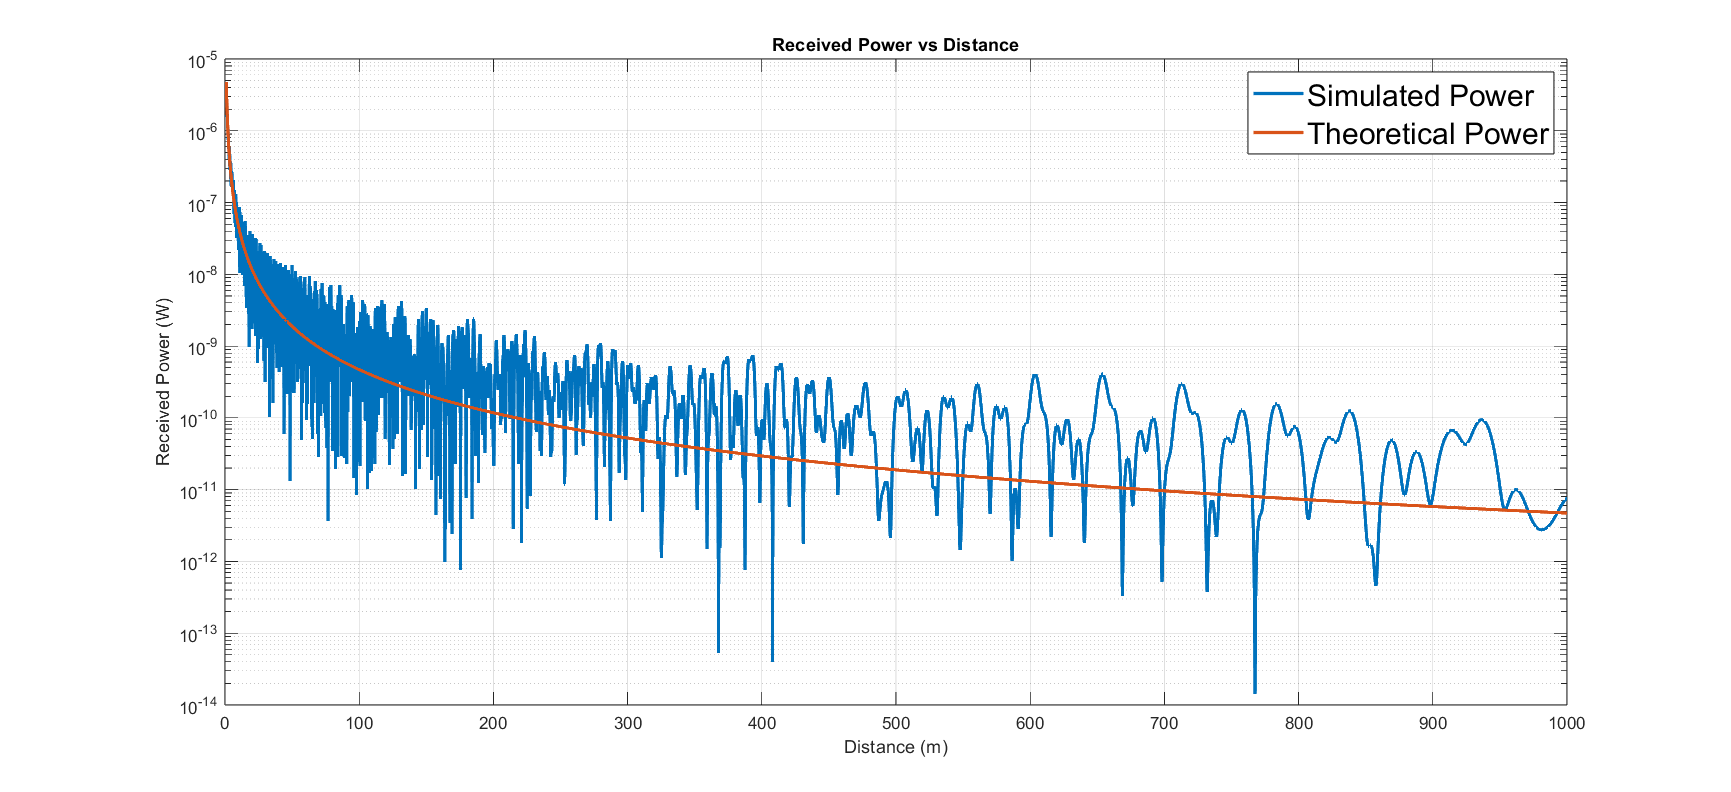 Received Power vs Distance
Simulated Power
Theoretical Power
Received Power (W)
10^-5
10^-6
10^-7
10^-8
10^-9
10^-10
10^-11
10^-12
10^-13
10^-14
0 100 200 300 400 500 600 700 800 900 1000
Distance (m)